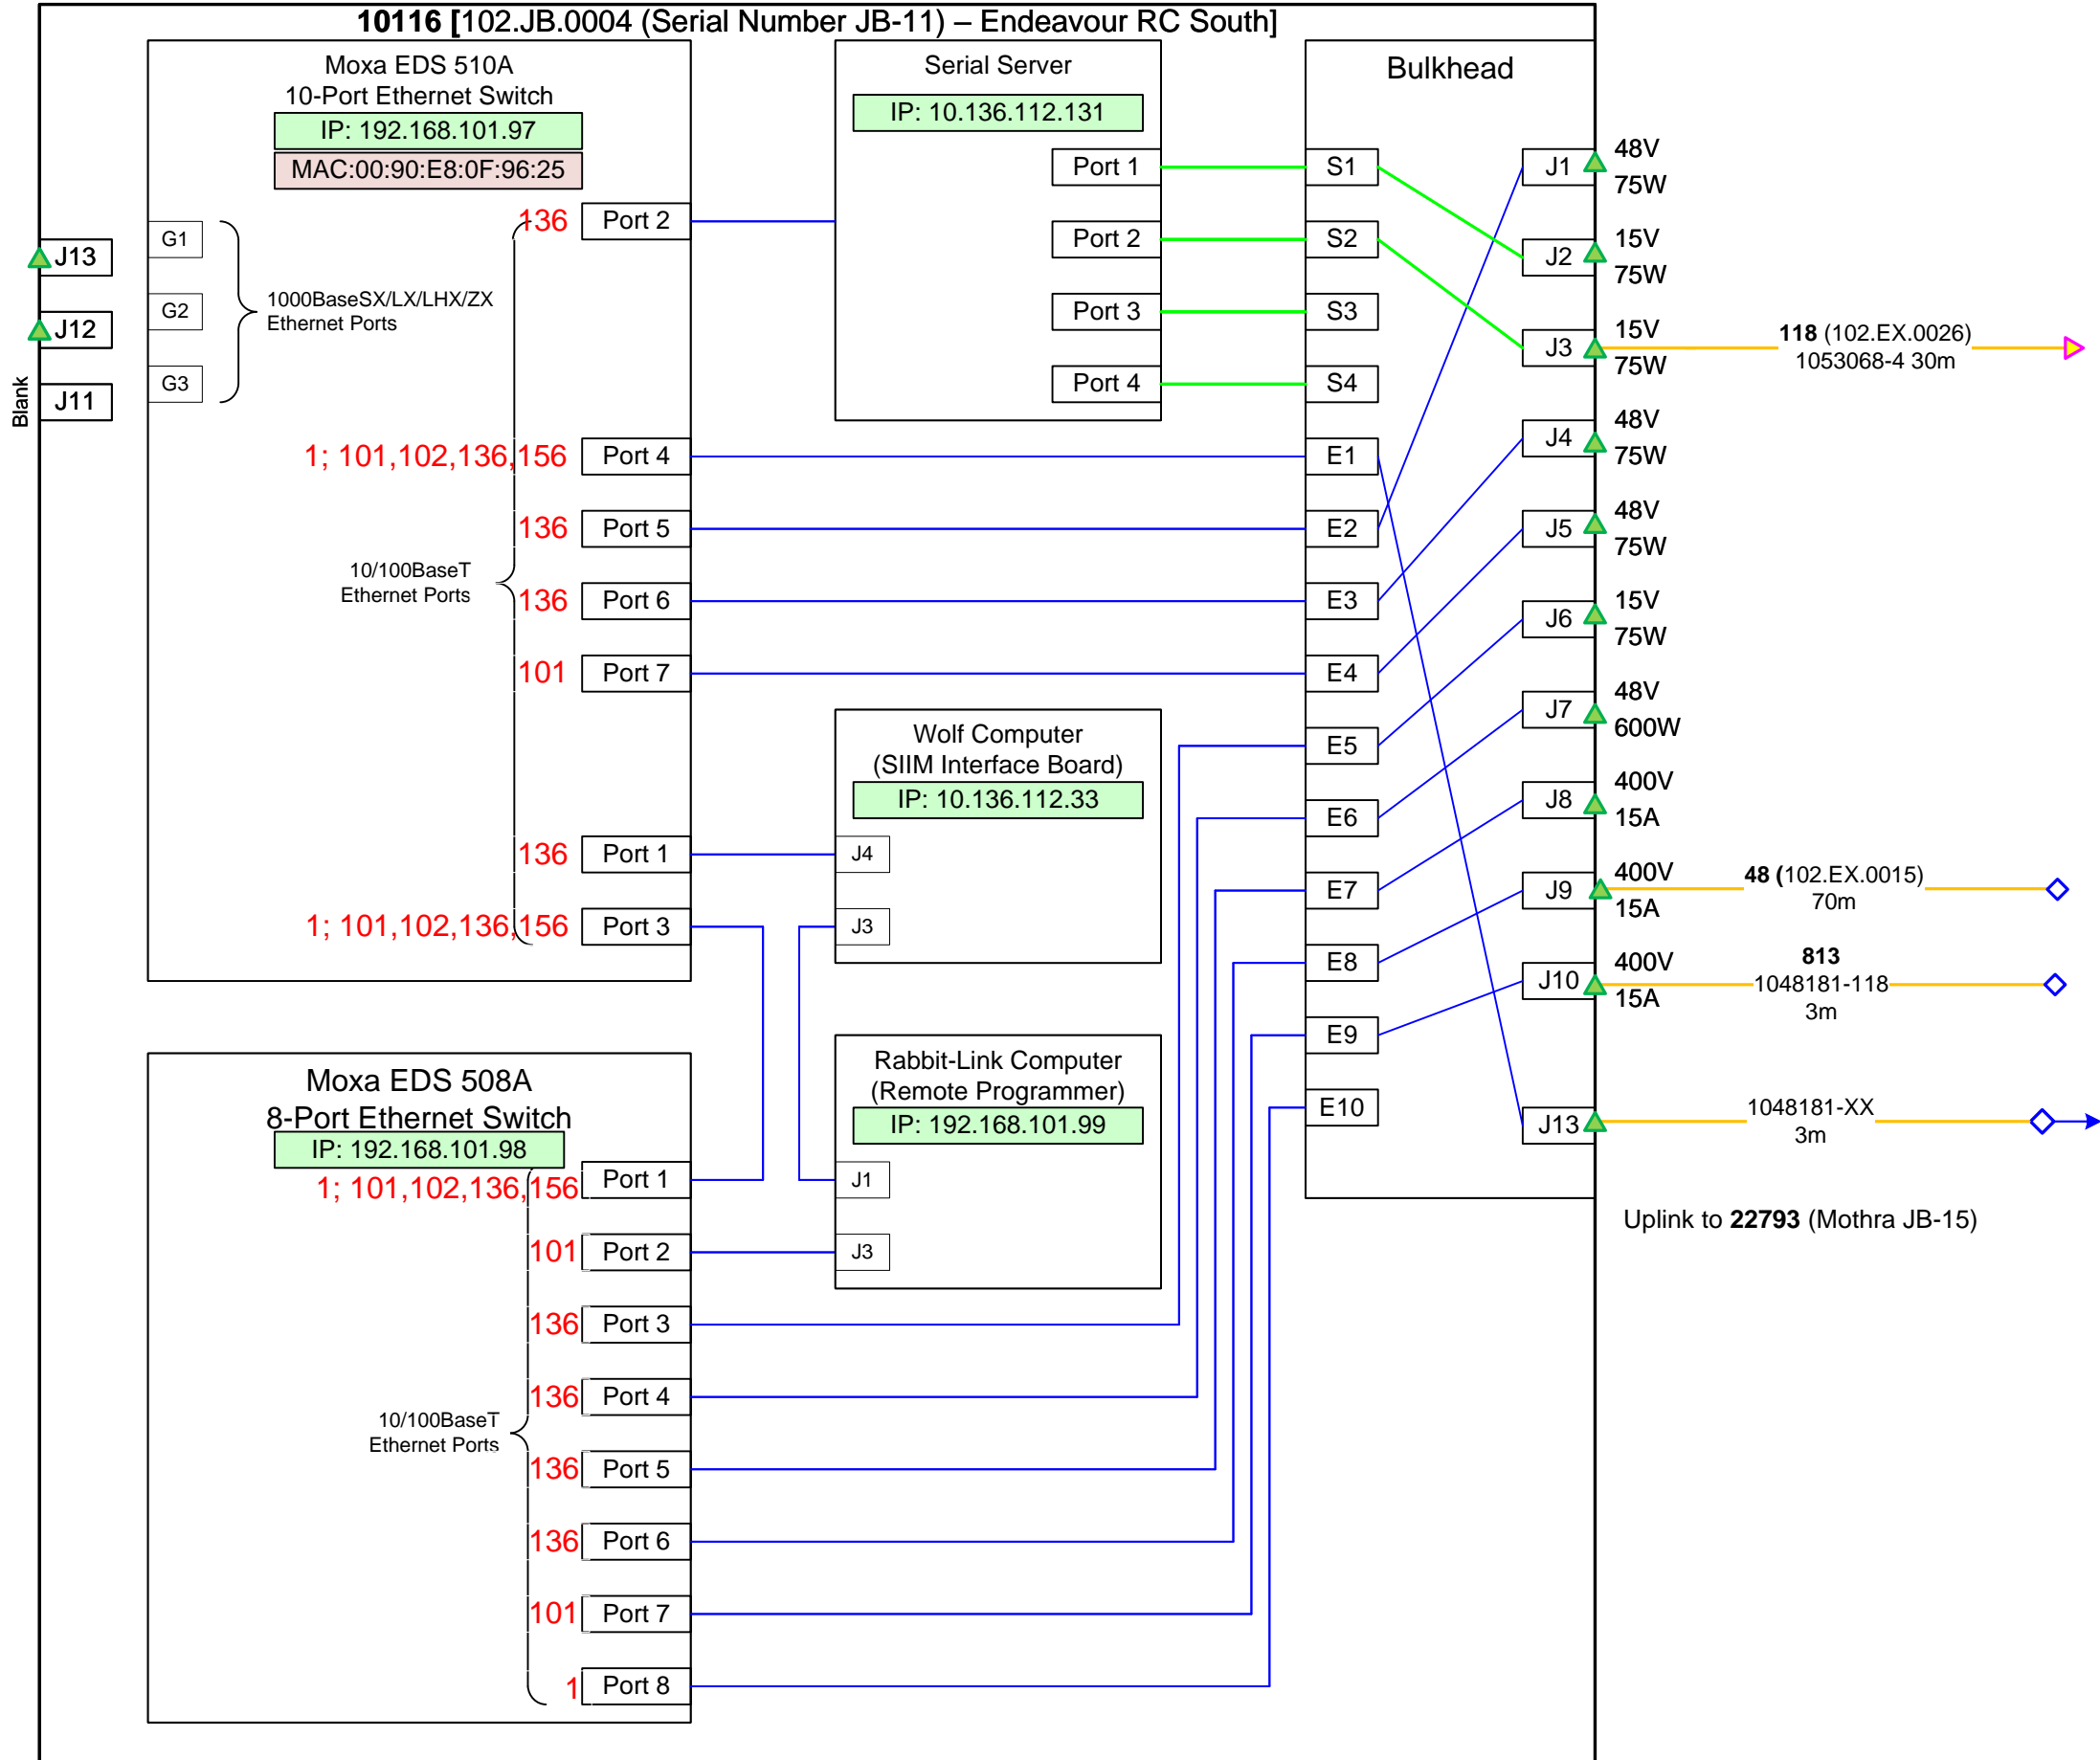 10116 [102.JB.0004 (Serial Number JB-11) – Endeavour RC South]
Moxa EDS 510A
10-Port Ethernet Switch
IP: 192.168.101.97
MAC:00:90:E8:0F:96:25
J13
J12
J11
Blank
G1
G2
G3
1000BaseSX/LX/LHX/ZX
Ethernet Ports
136 Port 2
1; 101,102,136,156 Port 4
136 Port 5
136 Port 6
101 Port 7
10/100BaseT
Ethernet Ports
136 Port 1
1; 101,102,136,156 Port 3
Serial Server
IP: 10.136.112.131
Port 1
Port 2
Port 3
Port 4
Wolf Computer
(SIIM Interface Board)
IP: 10.136.112.33
J4
J3
Rabbit-Link Computer
(Remote Programmer)
IP: 192.168.101.99
J1
J3
Moxa EDS 508A
8-Port Ethernet Switch
IP: 192.168.101.98
1; 101,102,136,156 Port 1
101 Port 2
136 Port 3
136 Port 4
10/100BaseT
Ethernet Ports
136 Port 5
136 Port 6
101 Port 7
1 Port 8
Bulkhead
S1
S2
S3
S4
E1
E2
E3
E4
E5
E6
E7
E8
E9
E10
J1
48V
75W
J2
15V
75W
J3
15V
75W
118 (102.EX.0026)
1053068-4 30m
J4
48V
75W
J5
48V
75W
J6
15V
75W
J7
48V
600W
J8
400V
15A
J9
400V
15A
48 (102.EX.0015)
70m
J10
400V
15A
813
1048181-118
3m
J13
1048181-XX
3m
Uplink to 22793 (Mothra JB-15)